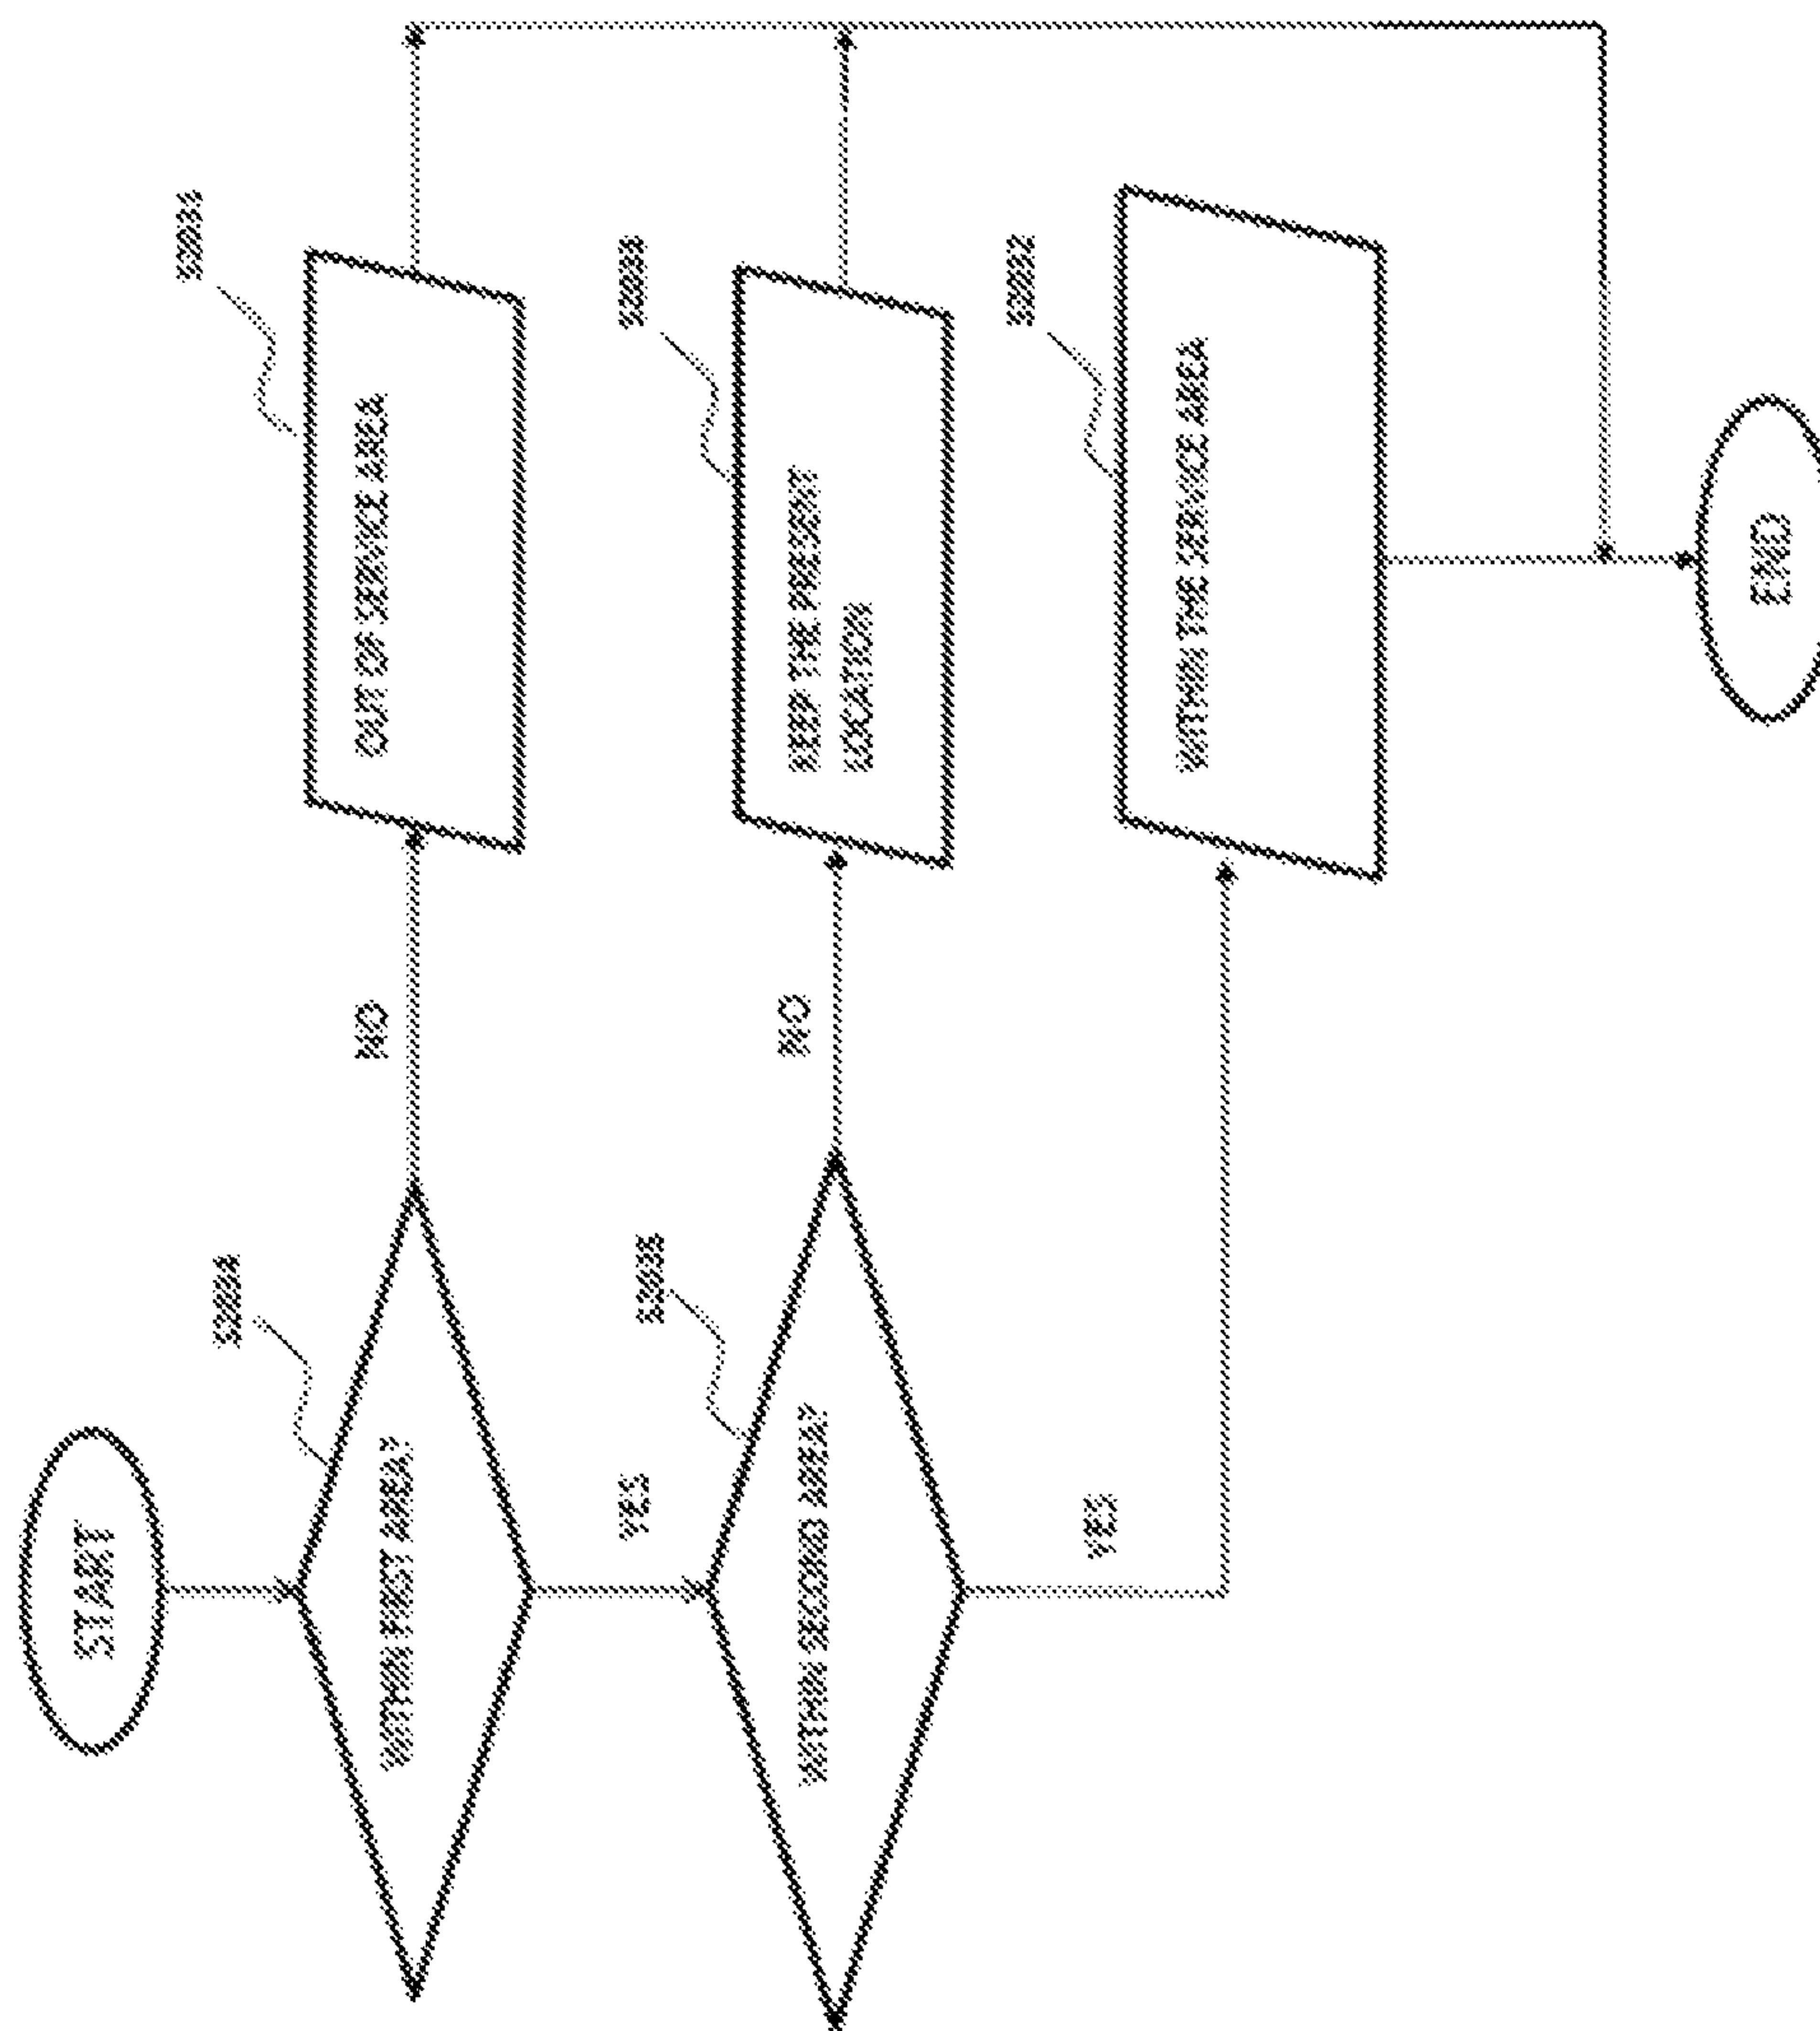 START
WITHIN FIRST AREA?
NO
OUT OF SERVICE AREA
YES
WITHIN SECOND AREA?
NO
KEEP THE PRESENT
LOCATION
YES
WITHIN THE SERVICE AREA
END